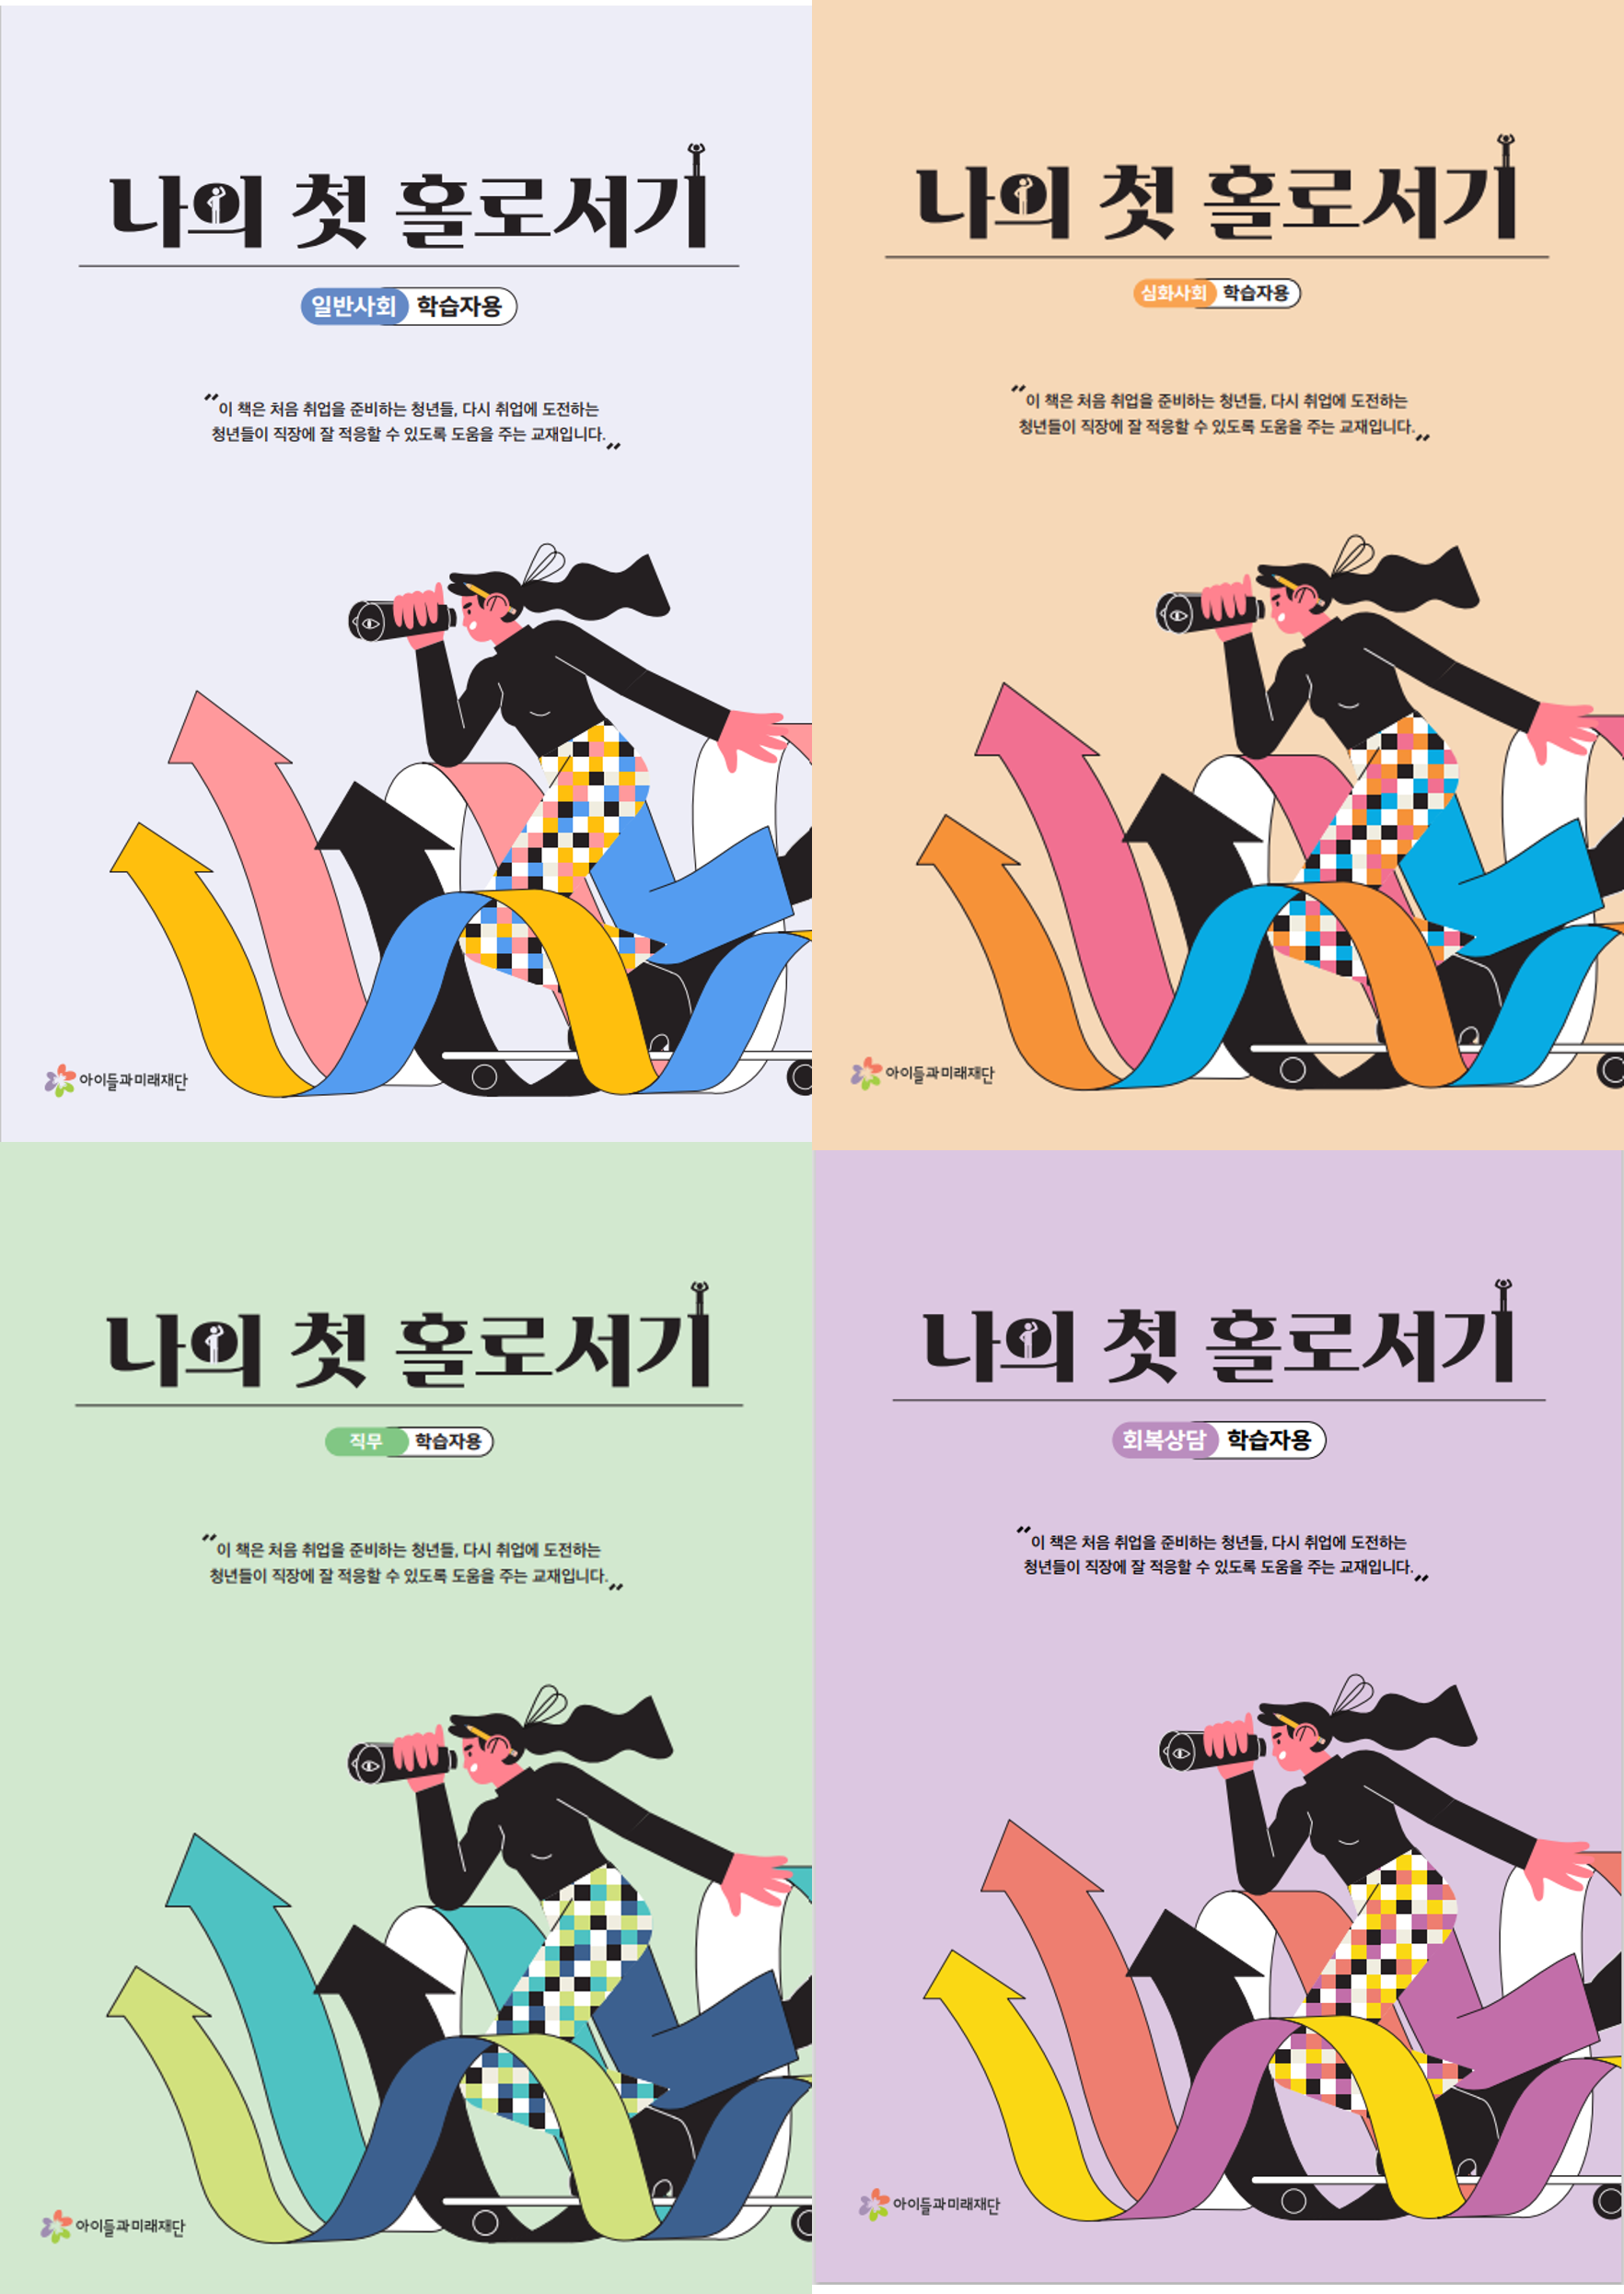 나의 첫 홀로서기
일반사회 학습자용
"이 책은 처음 취업을 준비하는 청년들, 다시 취업에 도전하는
청년들이 직장에 잘 적응할 수 있도록 도움을 주는 교재입니다."
아이들과미래재단
나의 첫 홀로서기
심화사회 학습자용
"이 책은 처음 취업을 준비하는 청년들, 다시 취업에 도전하는
청년들이 직장에 잘 적응할 수 있도록 도움을 주는 교재입니다."
아이들과미래재단
나의 첫 홀로서기
직무 학습자용
"이 책은 처음 취업을 준비하는 청년들, 다시 취업에 도전하는
청년들이 직장에 잘 적응할 수 있도록 도움을 주는 교재입니다."
아이들과미래재단
나의 첫 홀로서기
회복상담 학습자용
"이 책은 처음 취업을 준비하는 청년들, 다시 취업에 도전하는
청년들이 직장에 잘 적응할 수 있도록 도움을 주는 교재입니다."
아이들과미래재단